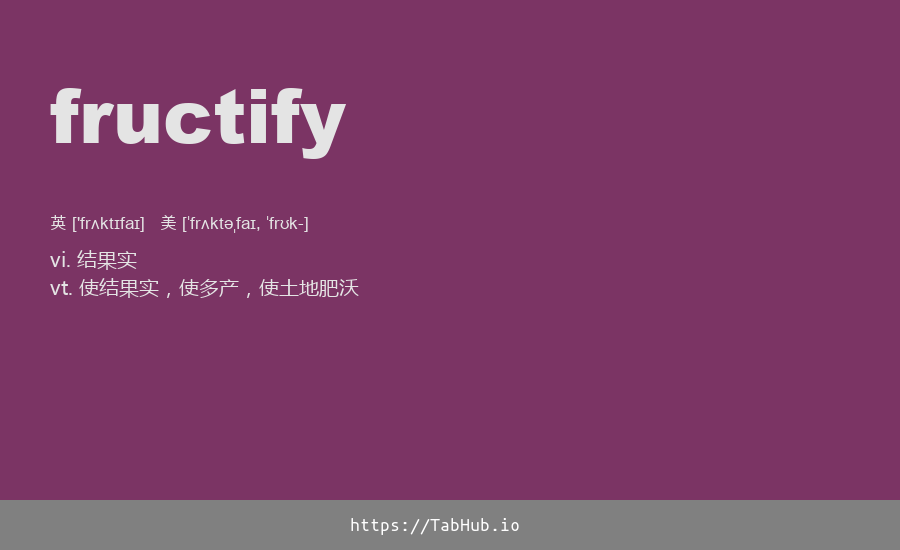 fructify
英 ['frʌktɪfaɪ] 美 [ˈfrʌktəˌfaɪ, ˈfrʊk-]
vi. 结果实
vt. 使结果实，使多产，使土地肥沃
https://TabHub.io